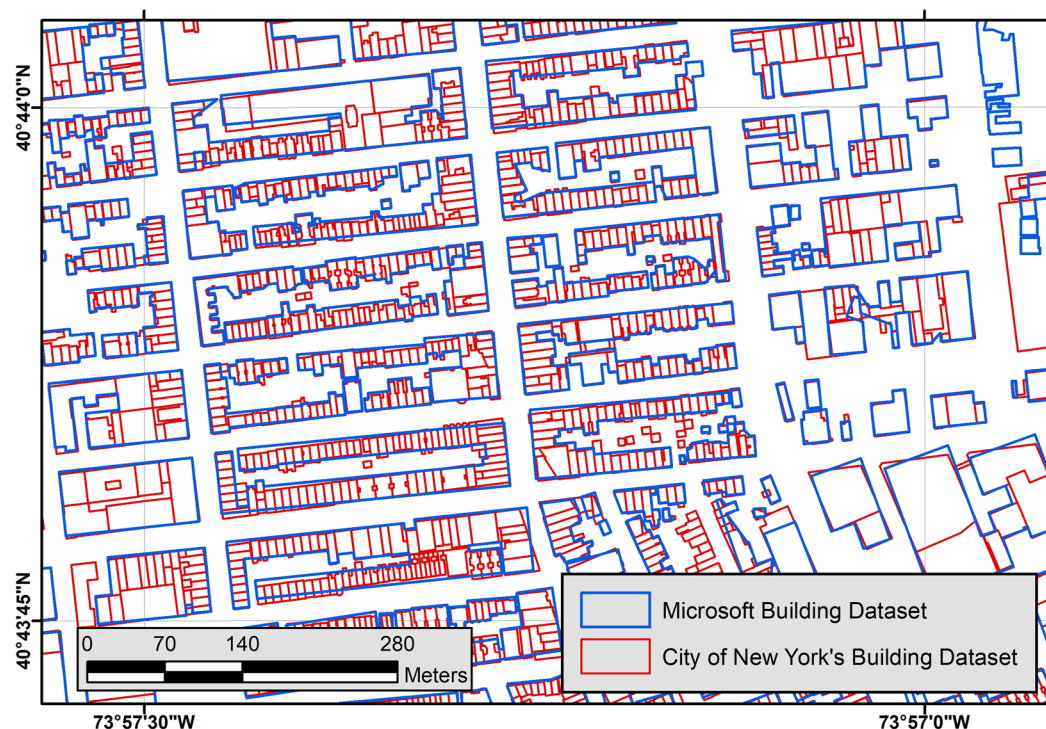 40°44'0"N
40°43'45"N
Microsoft Building Dataset
City of New York's Building Dataset
0 70 140 280
Meters
73°57'30"W 73°57'0"W